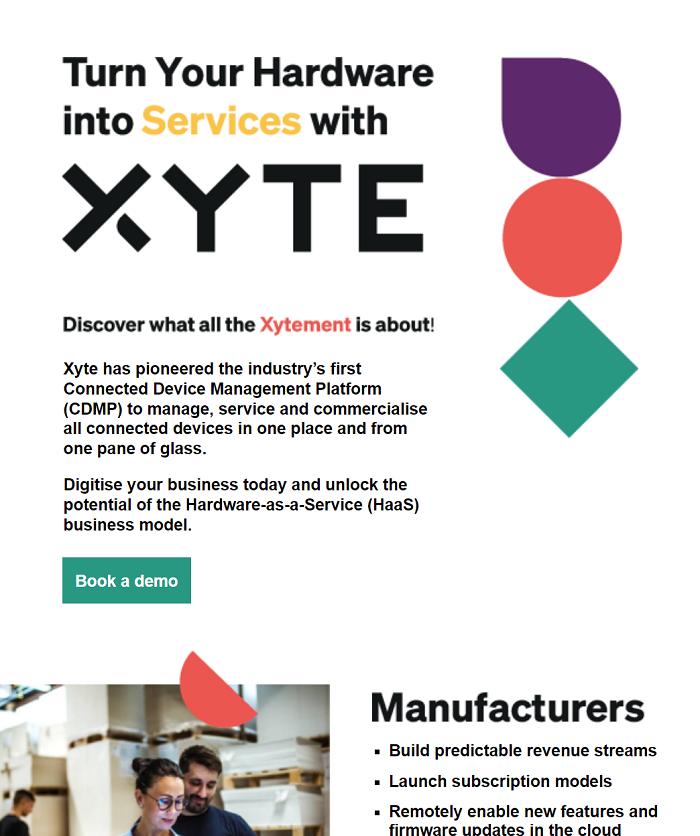 Turn Your Hardware
into Services with
XYTE
Discover what all the Xytement is about!
Xyte has pioneered the industry’s first
Connected Device Management Platform
(CDMP) to manage, service and commercialise
all connected devices in one place and from
one pane of glass.
Digitise your business today and unlock the
potential of the Hardware-as-a-Service (HaaS)
business model.
Book a demo
Manufacturers
▪ Build predictable revenue streams
▪ Launch subscription models
▪ Remotely enable new features and
firmware updates in the cloud